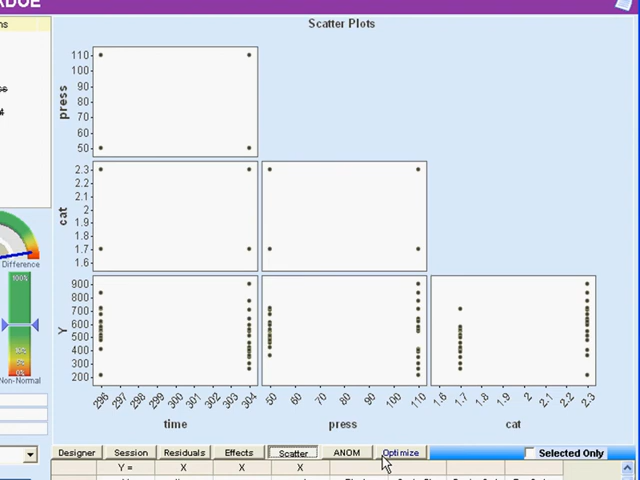 ADOE
ns
Scatter Plots
110
100
90
80
70
60
50
press
2.3
2.2
2.1
2
1.9
1.8
1.7
1.6
cat
900
800
700
600
500
400
300
200
Y
Difference
100%
5%
0%
Non-Normal
296 297 298 299 300 301 302 303 304 50 60 70 80 90 100 110 1.6 1.7 1.8 1.9 2 2.1 2.2 2.3
time press cat
Designer Session Residuals Effects Scatter ANOM Optimize Selected Only
Y = X X X